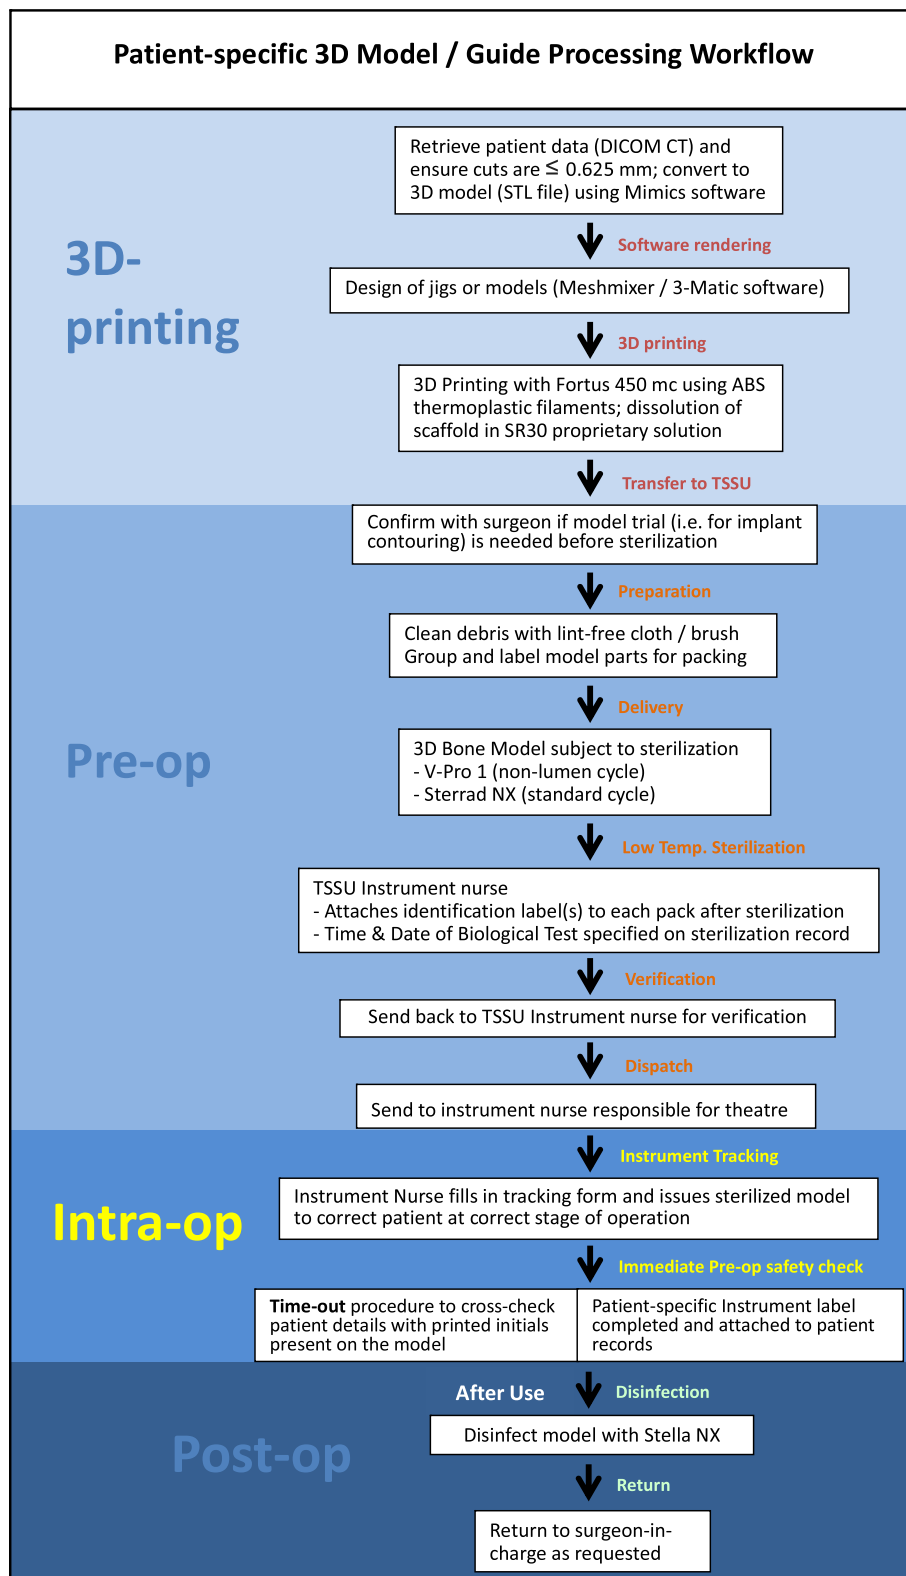 Patient-specific 3D Model / Guide Processing Workflow
3D-
printing
Retrieve patient data (DICOM CT) and
ensure cuts are ≤ 0.625 mm; convert to
3D model (STL file) using Mimics software
Software rendering
Design of jigs or models (Meshmixer / 3-Matic software)
3D printing
3D Printing with Fortus 450 mc using ABS
thermoplastic filaments; dissolution of
scaffold in SR30 proprietary solution
Transfer to TSSU
Pre-op
Confirm with surgeon if model trial (i.e. for implant
contouring) is needed before sterilization
Preparation
Clean debris with lint-free cloth / brush
Group and label model parts for packing
Delivery
3D Bone Model subject to sterilization
- V-Pro 1 (non-lumen cycle)
- Sterrad NX (standard cycle)
Low Temp. Sterilization
TSSU Instrument nurse
- Attaches identification label(s) to each pack after sterilization
- Time & Date of Biological Test specified on sterilization record
Verification
Send back to TSSU Instrument nurse for verification
Dispatch
Send to instrument nurse responsible for theatre
Intra-op
Instrument Tracking
Instrument Nurse fills in tracking form and issues sterilized model
to correct patient at correct stage of operation
Immediate Pre-op safety check
Time-out procedure to cross-check
patient details with printed initials
present on the model
Patient-specific Instrument label
completed and attached to patient
records
Post-op
After Use
Disinfection
Disinfect model with Stella NX
Return
Return to surgeon-in-
charge as requested